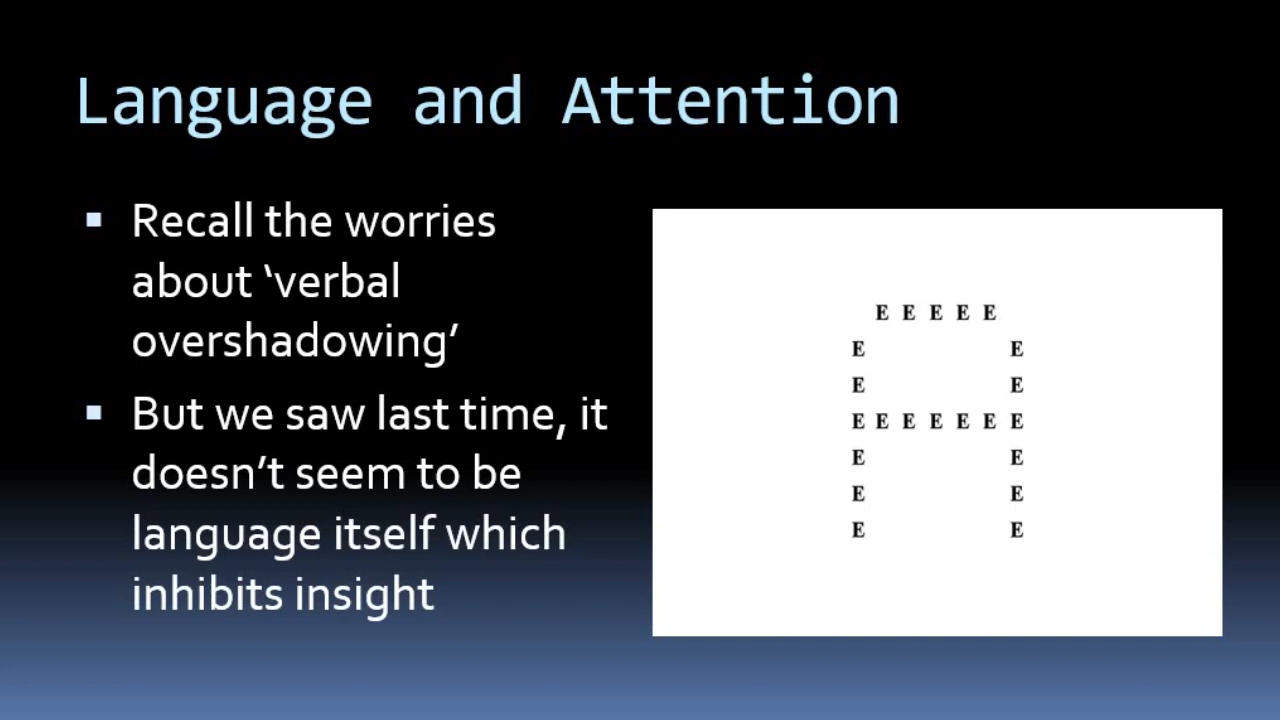 Language and Attention
Recall the worries
about ‘verbal
overshadowing’
But we saw last time, it
doesn’t seem to be
language itself which
inhibits insight
E E E E E
E E
E E
E E E E E E E
E E
E E
E E